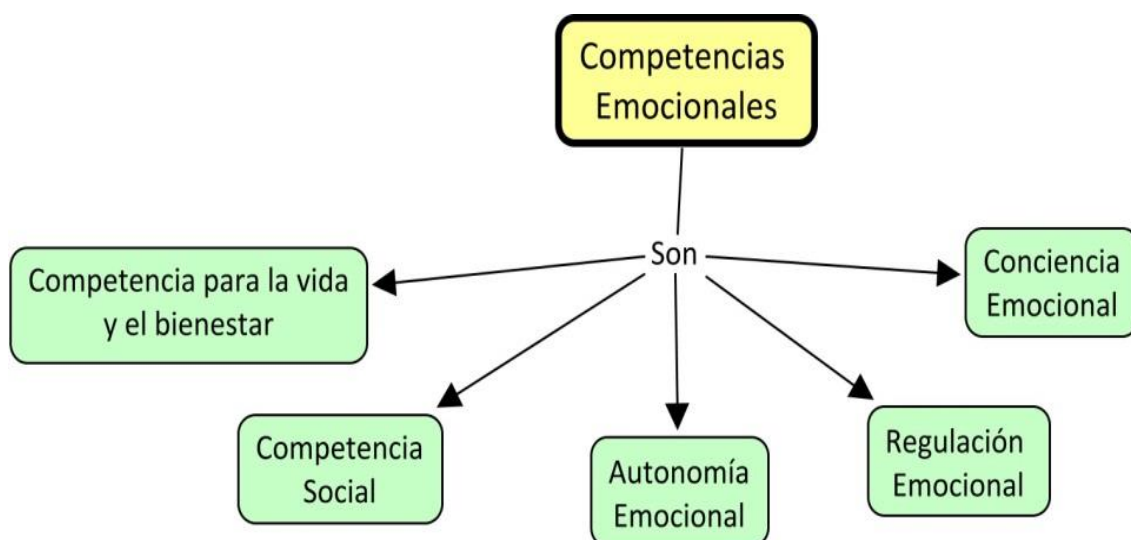 Competencias
Emocionales
Son
Competencia para la vida
y el bienestar
Competencia
Social
Autonomía
Emocional
Regulación
Emocional
Conciencia
Emocional